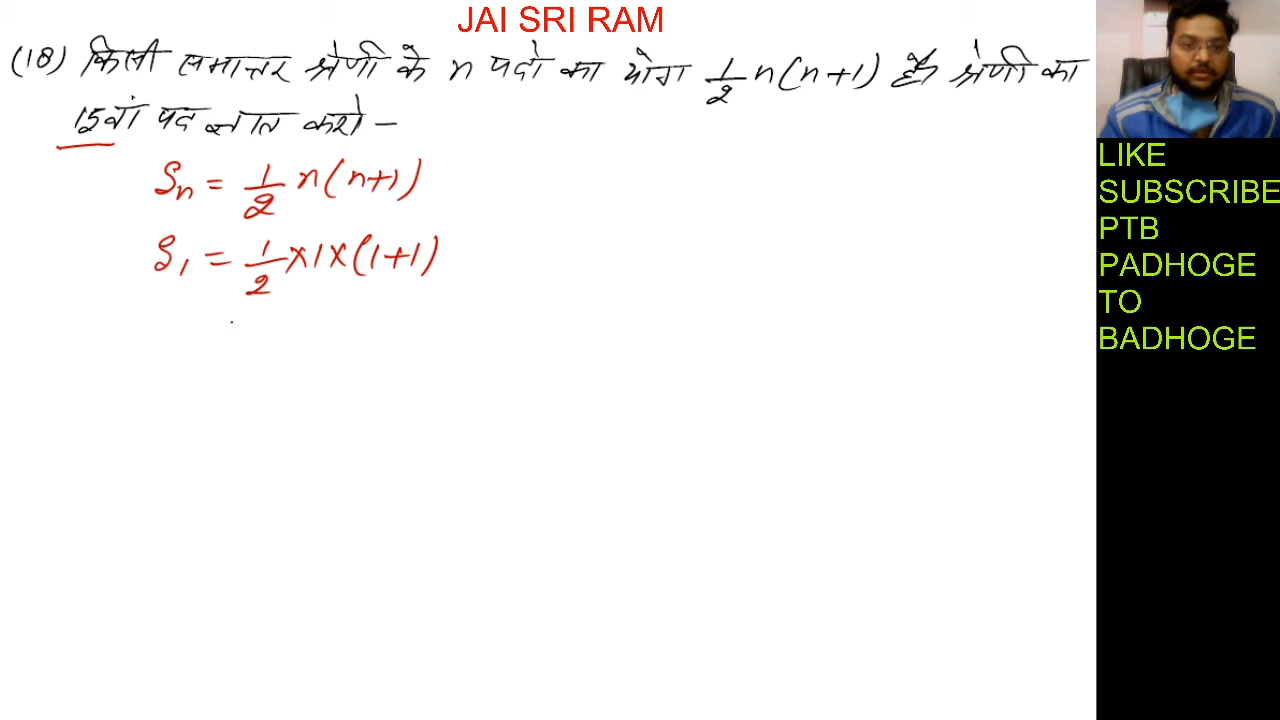 JAI SRI RAM
(18) किसी समान्तर श्रेणी के n पदो का योग 1/2 n(n+1) है श्रेणी का
15वां पद ज्ञात करो -
Sn = 1/2 n(n+1)
S1 = 1/2 ×1×(1+1)
LIKE
SUBSCRIBE
PTB
PADHOGE
TO
BADHOGE